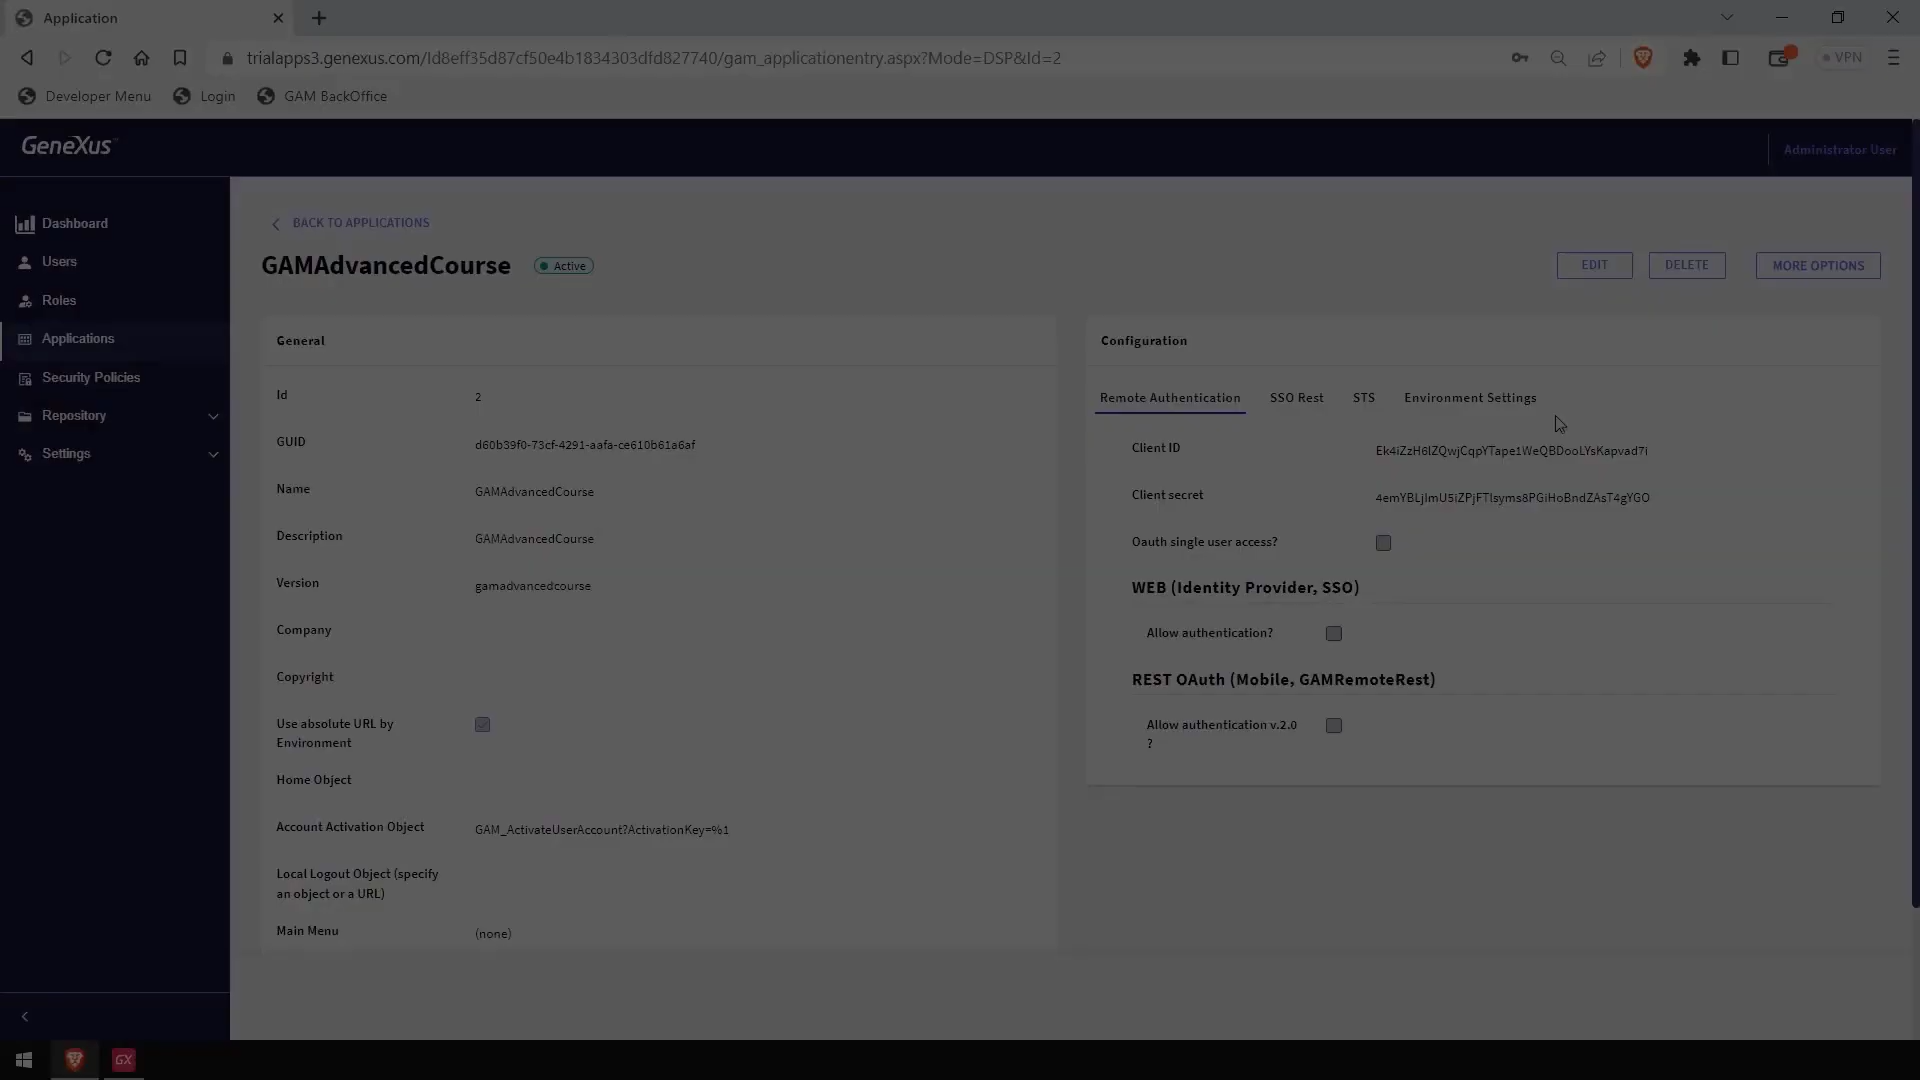 Application
trialapps3.genexus.com/Id8eff35d87cf50e4b1834303dfd827740/gam_applicationentry.aspx?Mode=DSP&Id=2
VPN
Developer Menu
Login
GAM BackOffice
GeneXus
Administrator User
Dashboard
Users
Roles
Applications
Security Policies
Repository
Settings
BACK TO APPLICATIONS
GAMAdvancedCourse
Active
EDIT
DELETE
MORE OPTIONS
General
Id
2
GUID
d60b39f0-73cf-4291-aafa-ce610b61a6af
Name
GAMAdvancedCourse
Description
GAMAdvancedCourse
Version
gamadvancedcourse
Company
Copyright
Use absolute URL by
Environment
Home Object
Account Activation Object
GAM_ActivateUserAccount?ActivationKey=%1
Local Logout Object (specify
an object or a URL)
Main Menu
(none)
Configuration
Remote Authentication
SSO Rest
STS
Environment Settings
Client ID
Ek4iZzH6lZQwjCqpYTape1WeQBDooLYsKapvad7i
Client secret
4emYBLjlmU5iZPjFTlsyms8PGiHoBndZAsT4gYGO
Oauth single user access?
WEB (Identity Provider, SSO)
Allow authentication?
REST OAuth (Mobile, GAMRemoteRest)
Allow authentication v.2.0
?
GX